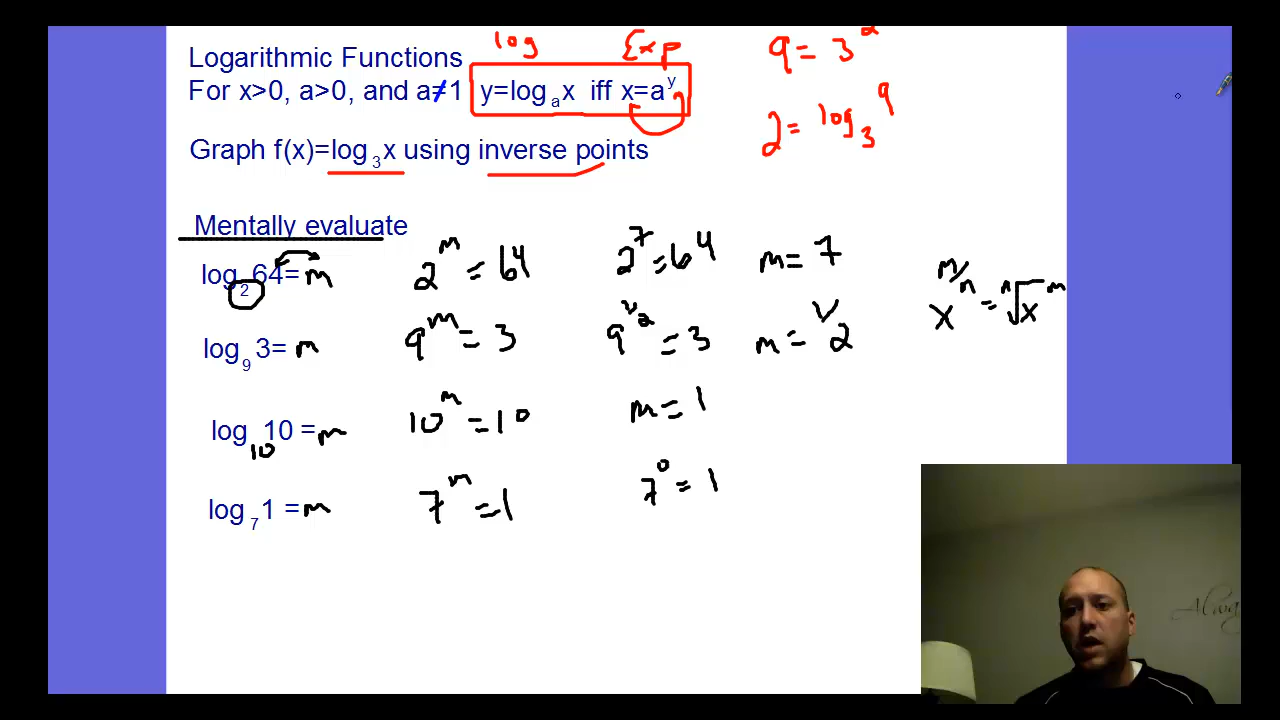 Logarithmic Functions log Exp 9=3²
For x>0, a>0, and a≠1 y=logₐx iff x=aʸ
2=log₃9
Graph f(x)=log₃x using inverse points
Mentally evaluate
log₂64=m 2ᵐ=64 2⁷=64 m=7
x^(m/n)=ⁿ√xᵐ
log₉3=m 9ᵐ=3 9^(1/2)=3 m=1/2
log₁₀10=m 10ᵐ=10 m=1
log₇1=m 7ᵐ=1 7⁰=1